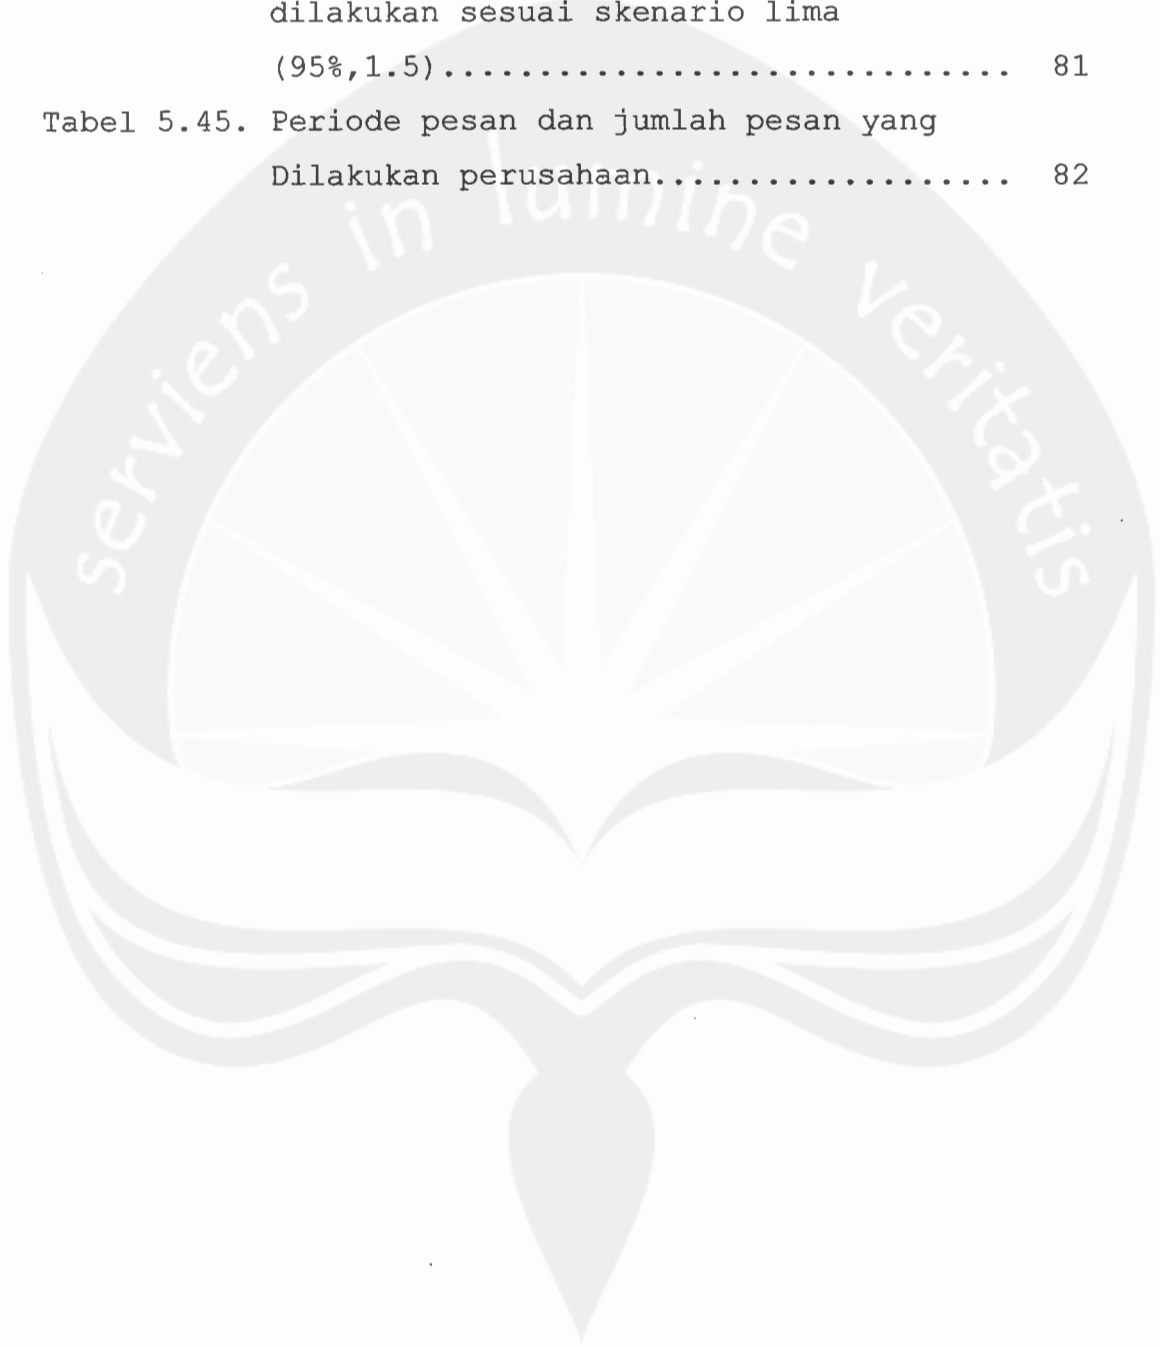 dilakukan sesuai skenario lima
(95%,1.5).............................. 81
Tabel 5.45. Periode pesan dan jumlah pesan yang
Dilakukan perusahaan................... 82
serviens in lumine veritatis